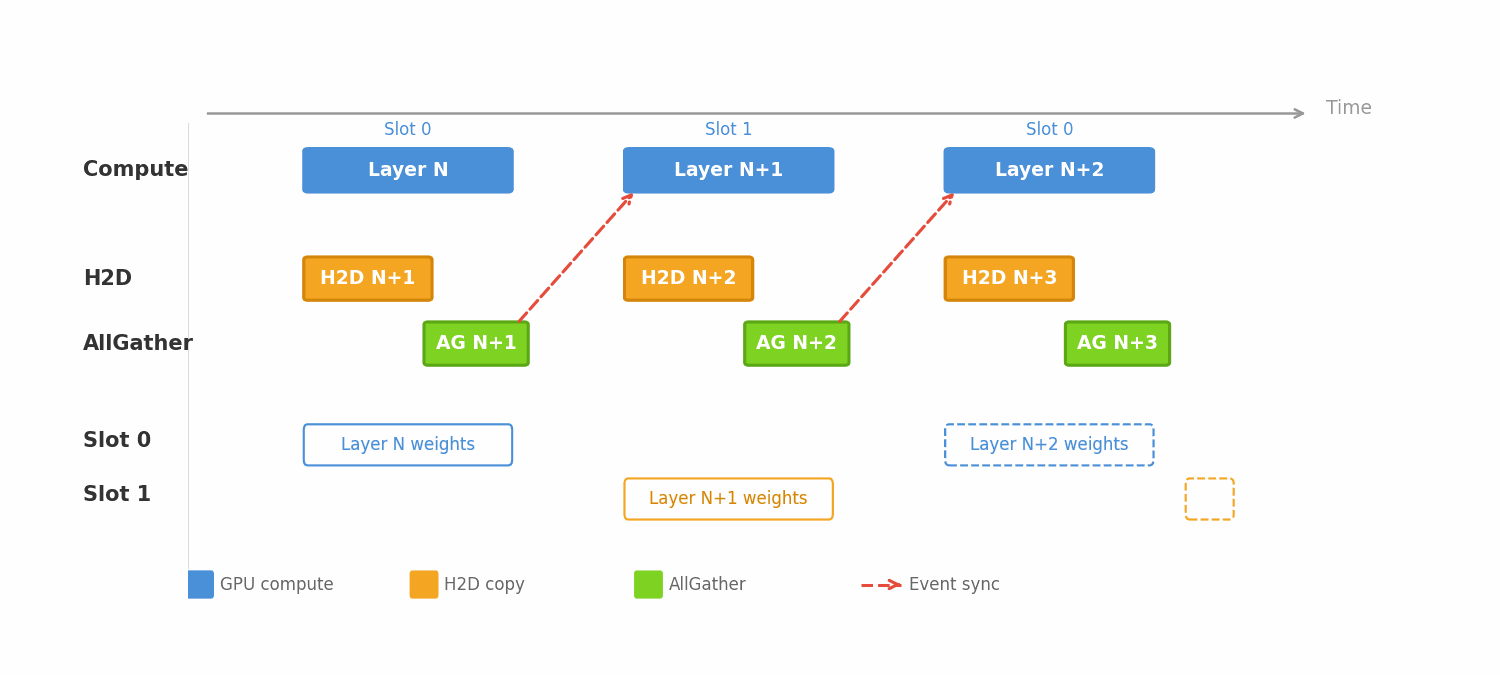 Time
Slot 0 Slot 1 Slot 0
Compute Layer N Layer N+1 Layer N+2
H2D H2D N+1 H2D N+2 H2D N+3
AllGather AG N+1 AG N+2 AG N+3
Slot 0 Layer N weights Layer N+2 weights
Slot 1 Layer N+1 weights
GPU compute H2D copy AllGather Event sync